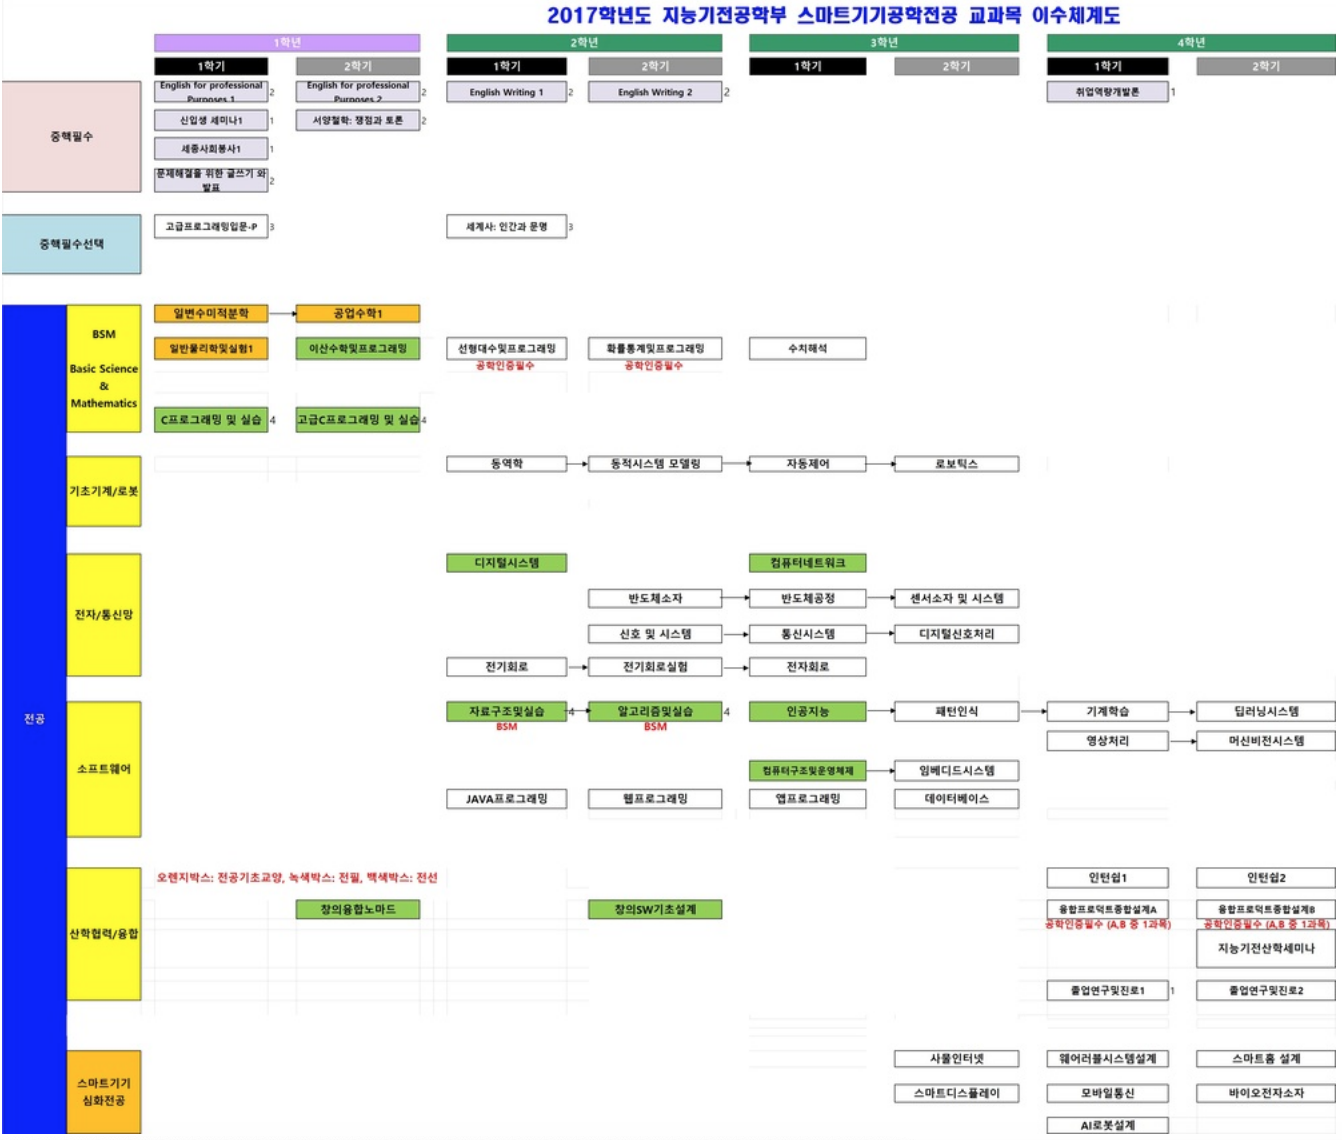 2017학년도 지능기전공학부 스마트기기공학전공 교과목 이수체계도
1학년 2학년 3학년 4학년
1학기 2학기 1학기 2학기 1학기 2학기 1학기 2학기
중핵필수
English for professional Purposes 1 2
English for professional Purposes 2 2
English Writing 1 2
English Writing 2 2
취업역량개발론 1
신입생 세미나1 1
서양철학: 쟁점과 토론 2
세종사회봉사1 1
문제해결을 위한 글쓰기 와
발표 2
중핵필수선택
고급프로그래밍입문-P 3
세계사: 인간과 문명 3
전공
BSM
Basic Science
&
Mathematics
일변수미적분학 공업수학1
일반물리학및실험1 이산수학및프로그래밍 선형대수및프로그래밍 확률통계및프로그래밍 수치해석
공학인증필수 공학인증필수
C프로그래밍 및 실습 4 고급C프로그래밍 및 실습 4
기초기계/로봇
동역학 동적시스템 모델링 자동제어 로보틱스
전자/통신망
디지털시스템 컴퓨터네트워크
반도체소자 반도체공정 센서소자 및 시스템
신호 및 시스템 통신시스템 디지털신호처리
전기회로 전기회로실험 전자회로
소프트웨어
자료구조및실습 4 알고리즘및실습 4 인공지능 패턴인식 기계학습 딥러닝시스템
BSM BSM
영상처리 머신비전시스템
컴퓨터구조및운영체제 임베디드시스템
JAVA프로그래밍 웹프로그래밍 앱프로그래밍 데이터베이스
산학협력/융합
오렌지박스: 전공기초교양, 녹색박스: 전필, 백색박스: 전선
인턴쉽1 인턴쉽2
창의융합노마드 창의SW기초설계 융합프로덕트종합설계A 융합프로덕트종합설계B
공학인증필수 (A,B 중 1과목) 공학인증필수 (A,B 중 1과목)
지능기전산학세미나
졸업연구및진로1 1 졸업연구및진로2
스마트기기
심화전공
사물인터넷 웨어러블시스템설계 스마트홈 설계
스마트디스플레이 모바일통신 바이오전자소자
AI로봇설계